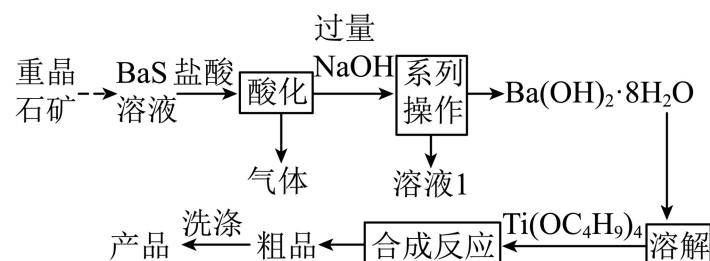 过量
重晶 BaS 盐酸 NaOH 系列
石矿 溶液 酸化 操作 Ba(OH)₂·8H₂O
气体 溶液1
洗涤 Ti(OC₄H₉)₄
产品 粗品 合成反应 溶解